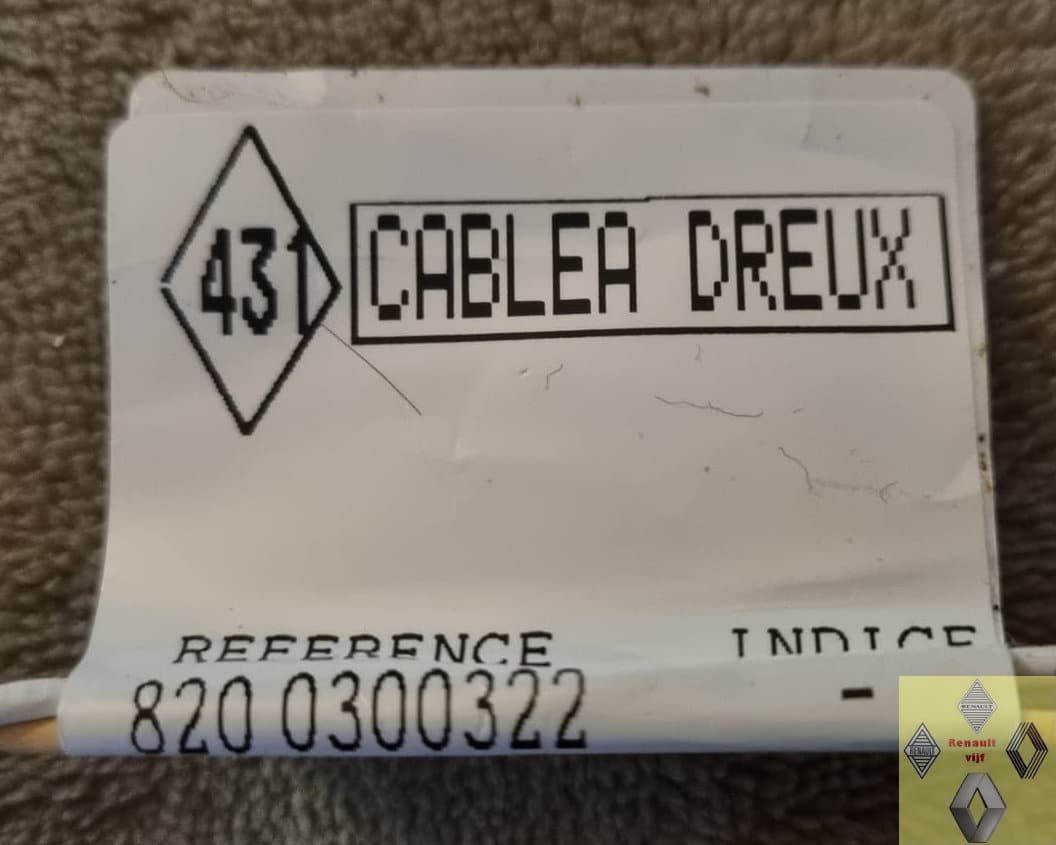 431
CABLEA DREUX
REFERENCE INDICE
820 0300322 -
RENAULT
RENAULT
Renault
vijf